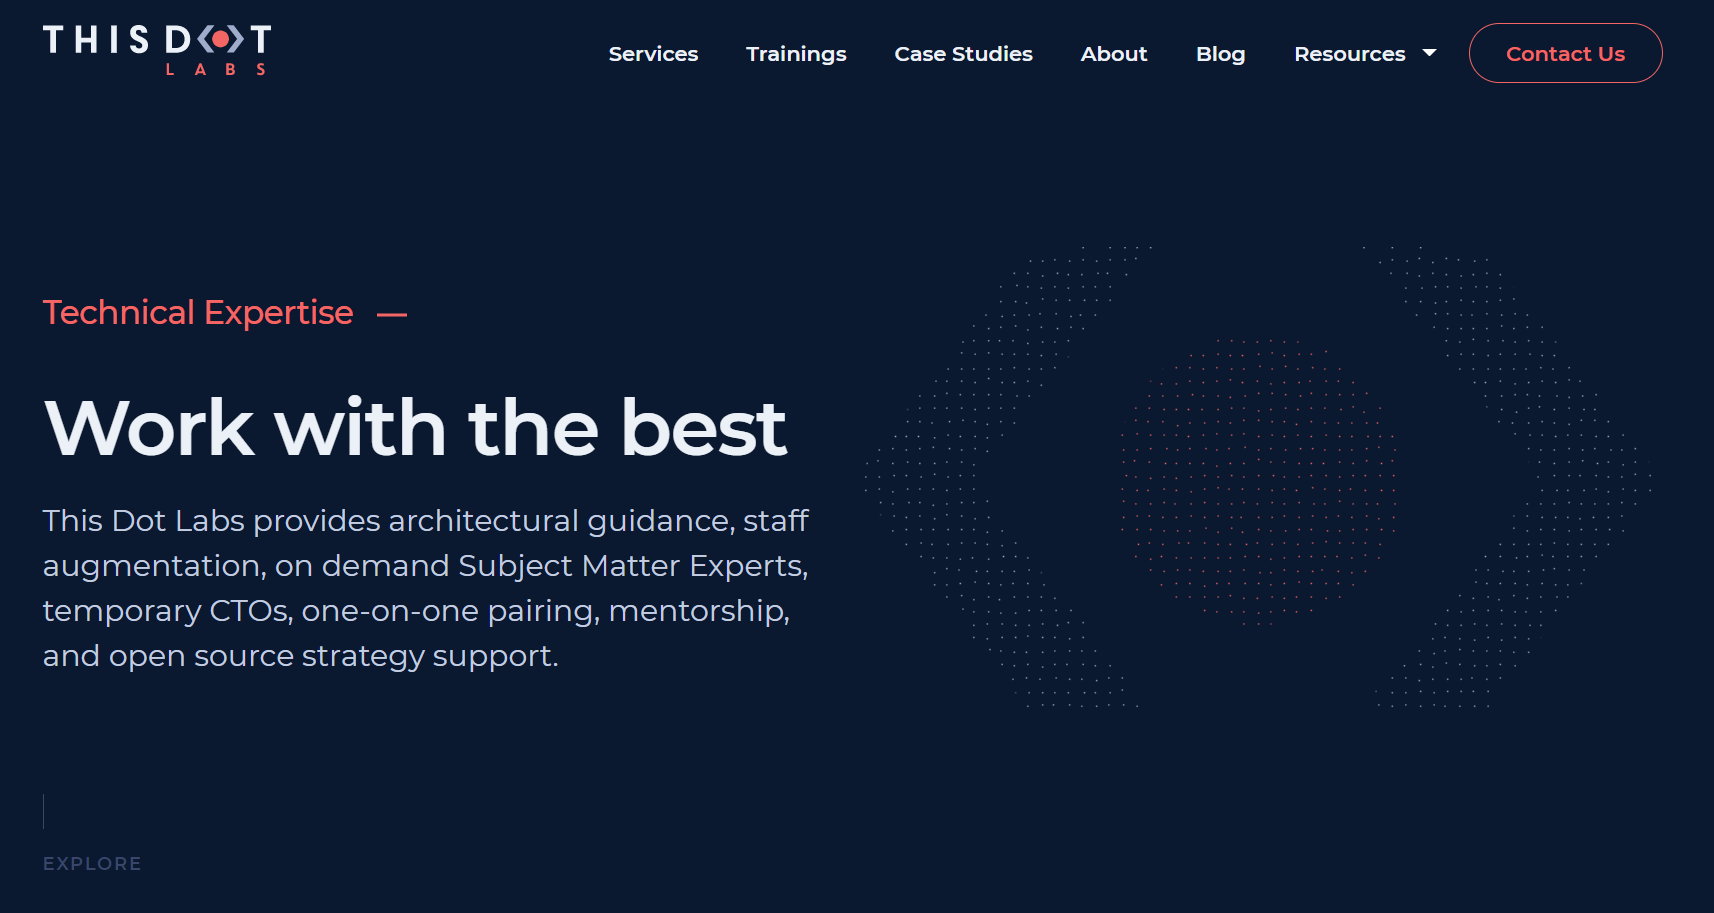 THIS DOT
LABS
Services
Trainings
Case Studies
About
Blog
Resources
Contact Us
Technical Expertise —
Work with the best
This Dot Labs provides architectural guidance, staff
augmentation, on demand Subject Matter Experts,
temporary CTOs, one-on-one pairing, mentorship,
and open source strategy support.
EXPLORE